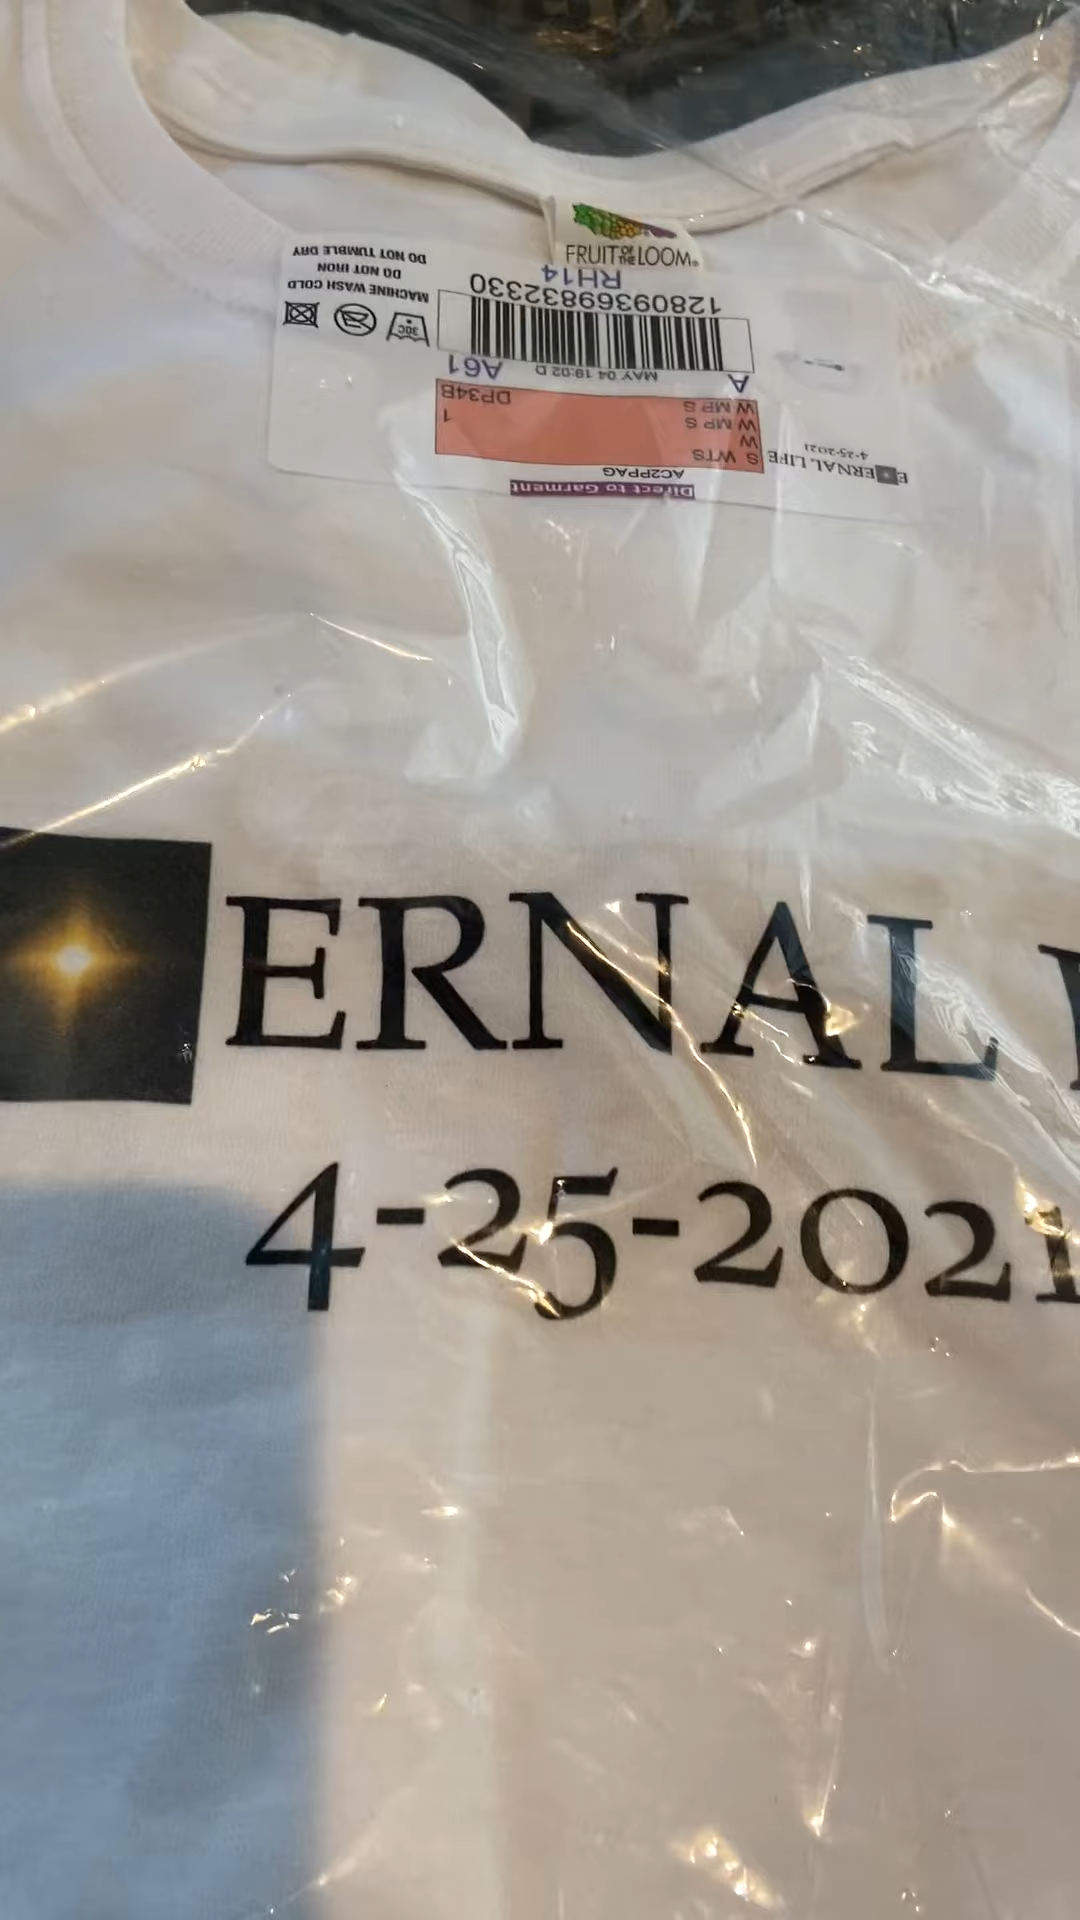 FRUIT OF THE LOOM®
Direct to Garment
AC2PPAG
S WTS
W
W MP S 1
W MP S DP34B
A MAY 04 19:02 D A61
12809369832330
RH14
E ERNAL LIFE
4-25-2021
30C
MACHINE WASH COLD
DO NOT IRON
DO NOT TUMBLE DRY
ERNAL
4-25-2021